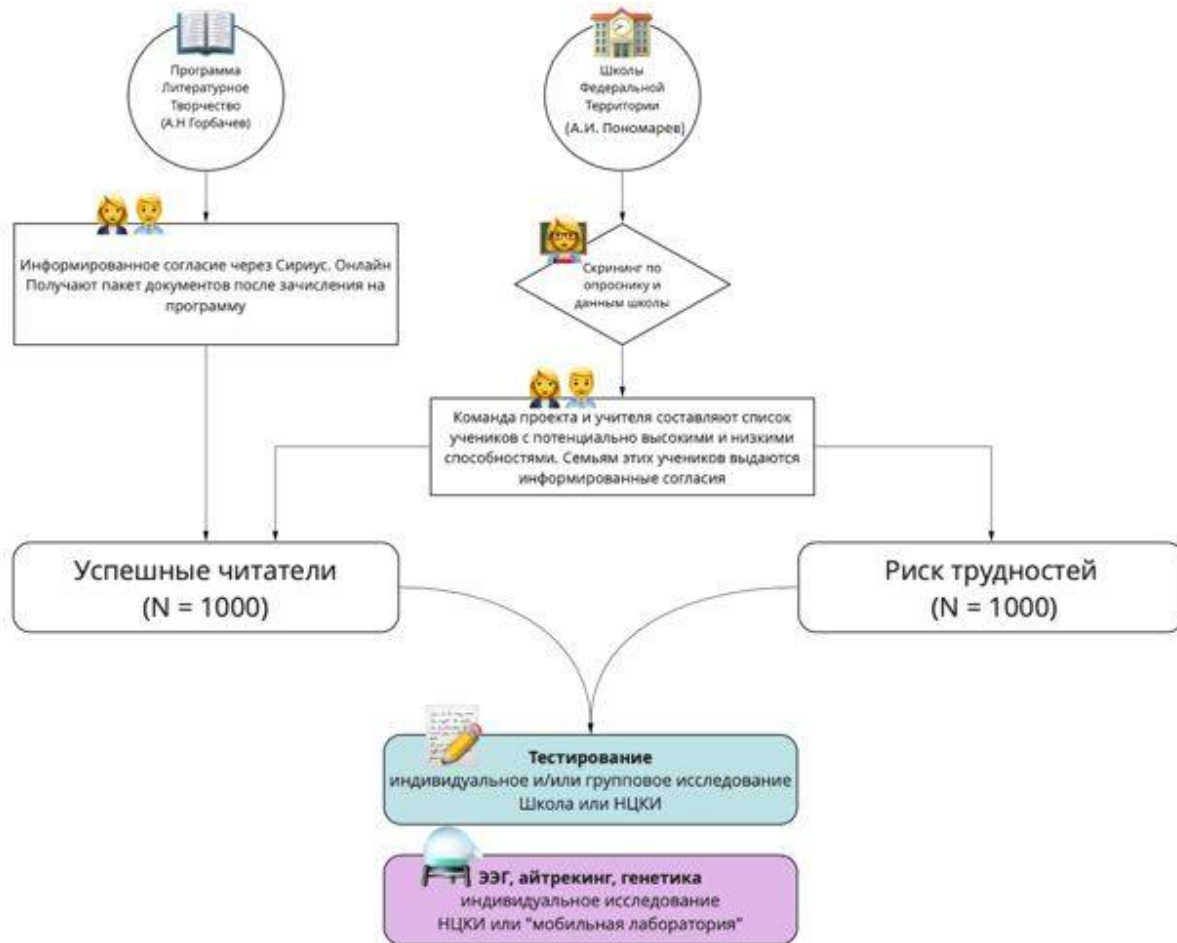 Программа
Литературное
Творчество
(А.Н Горбачев)
Школы
Федеральной
Территории
(А.И. Пономарев)
Информированное согласие через Сириус. Онлайн
Получают пакет документов после зачисления на
программу
Скрининг по
опроснику и
данным школы
Команда проекта и учителя составляют список
учеников с потенциально высокими и низкими
способностями. Семьям этих учеников выдаются
информированные согласия
Успешные читатели
(N = 1000)
Риск трудностей
(N = 1000)
Тестирование
индивидуальное и/или групповое исследование
Школа или НЦКИ
ЭЭГ, айтрекинг, генетика
индивидуальное исследование
НЦКИ или "мобильная лаборатория"